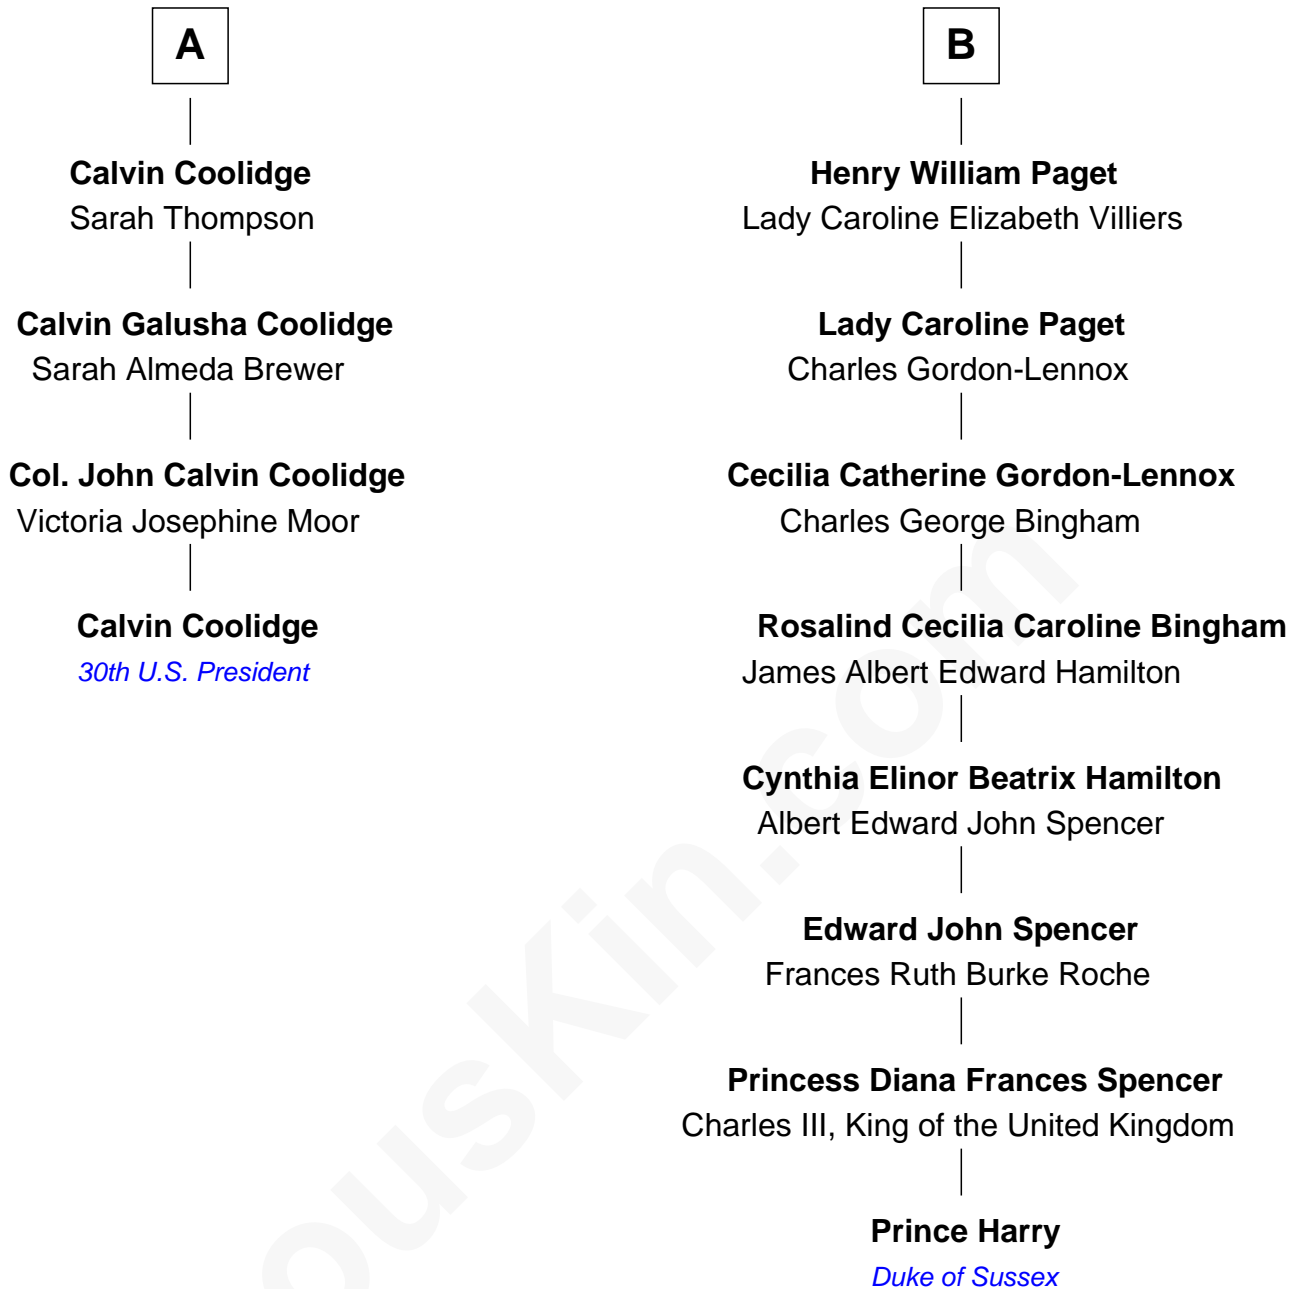 A
Calvin Coolidge
Sarah Thompson
Calvin Galusha Coolidge
Sarah Almeda Brewer
Col. John Calvin Coolidge
Victoria Josephine Moor
Calvin Coolidge
30th U.S. President
B
Henry William Paget
Lady Caroline Elizabeth Villiers
Lady Caroline Paget
Charles Gordon-Lennox
Cecilia Catherine Gordon-Lennox
Charles George Bingham
Rosalind Cecilia Caroline Bingham
James Albert Edward Hamilton
Cynthia Elinor Beatrix Hamilton
Albert Edward John Spencer
Edward John Spencer
Frances Ruth Burke Roche
Princess Diana Frances Spencer
Charles III, King of the United Kingdom
Prince Harry
Duke of Sussex
ousKin.com